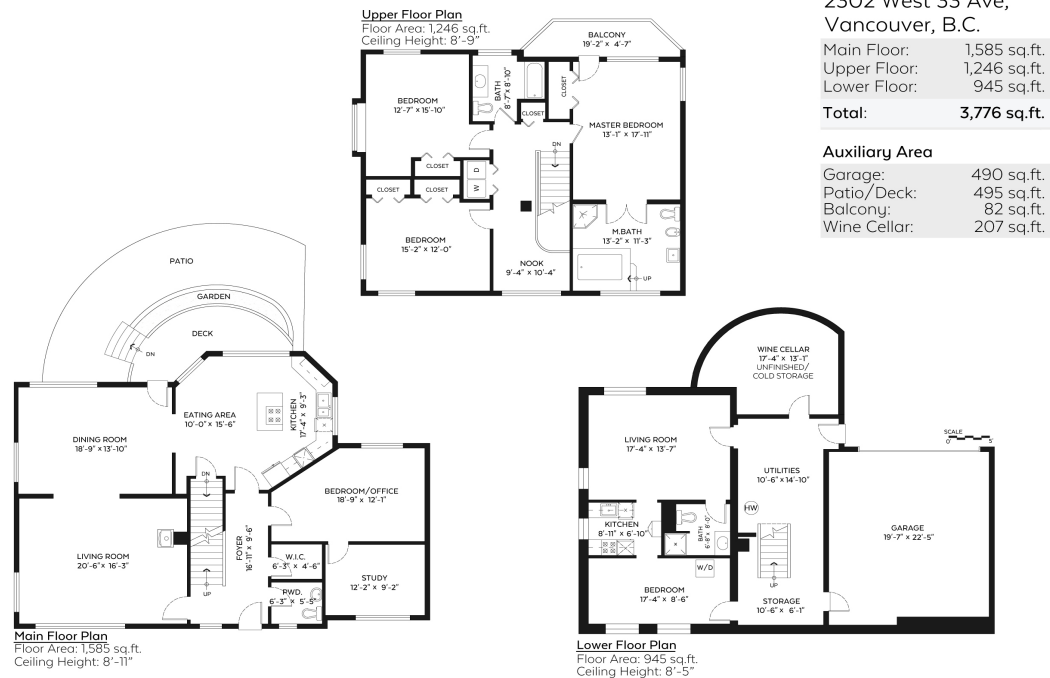 2302 West 33 Ave,
Vancouver, B.C.
Main Floor: 1,585 sq.ft.
Upper Floor: 1,246 sq.ft.
Lower Floor: 945 sq.ft.
Total: 3,776 sq.ft.
Auxiliary Area
Garage: 490 sq.ft.
Patio/Deck: 495 sq.ft.
Balcony: 82 sq.ft.
Wine Cellar: 207 sq.ft.
Upper Floor Plan
Floor Area: 1,246 sq.ft.
Ceiling Height: 8'-9"
BALCONY
19'-2" x 4'-7"
BEDROOM
12'-7" x 15'-10"
BATH
8'-7" x 8'-10"
CLOSET
CLOSET
MASTER BEDROOM
13'-1" x 17'-11"
DN
CLOSET
W D
CLOSET
CLOSET
BEDROOM
15'-2" x 12'-0"
M.BATH
13'-2" x 11'-3"
UP
NOOK
9'-4" x 10'-4"
PATIO
GARDEN
DECK
DN
EATING AREA
10'-0" x 15'-6"
KITCHEN
17'-4" x 9'-3"
DINING ROOM
18'-9" x 13'-10"
DN
BEDROOM/OFFICE
18'-9" x 12'-1"
FOYER
16'-11" x 9'-6"
LIVING ROOM
20'-6" x 16'-3"
W.I.C.
6'-3" x 4'-6"
STUDY
12'-2" x 9'-2"
UP
PWD.
6'-3" x 5'-5"
Main Floor Plan
Floor Area: 1,585 sq.ft.
Ceiling Height: 8'-11"
WINE CELLAR
17'-4" x 13'-1"
UNFINISHED/
COLD STORAGE
SCALE
0' 5'
LIVING ROOM
17'-4" x 13'-7"
UTILITIES
10'-6" x 14'-10"
HW
KITCHEN
8'-11" x 6'-10"
BATH
6'-8" x 8'-0"
GARAGE
19'-7" x 22'-5"
W/D
BEDROOM
17'-4" x 8'-6"
UP
STORAGE
10'-6" x 6'-1"
Lower Floor Plan
Floor Area: 945 sq.ft.
Ceiling Height: 8'-5"